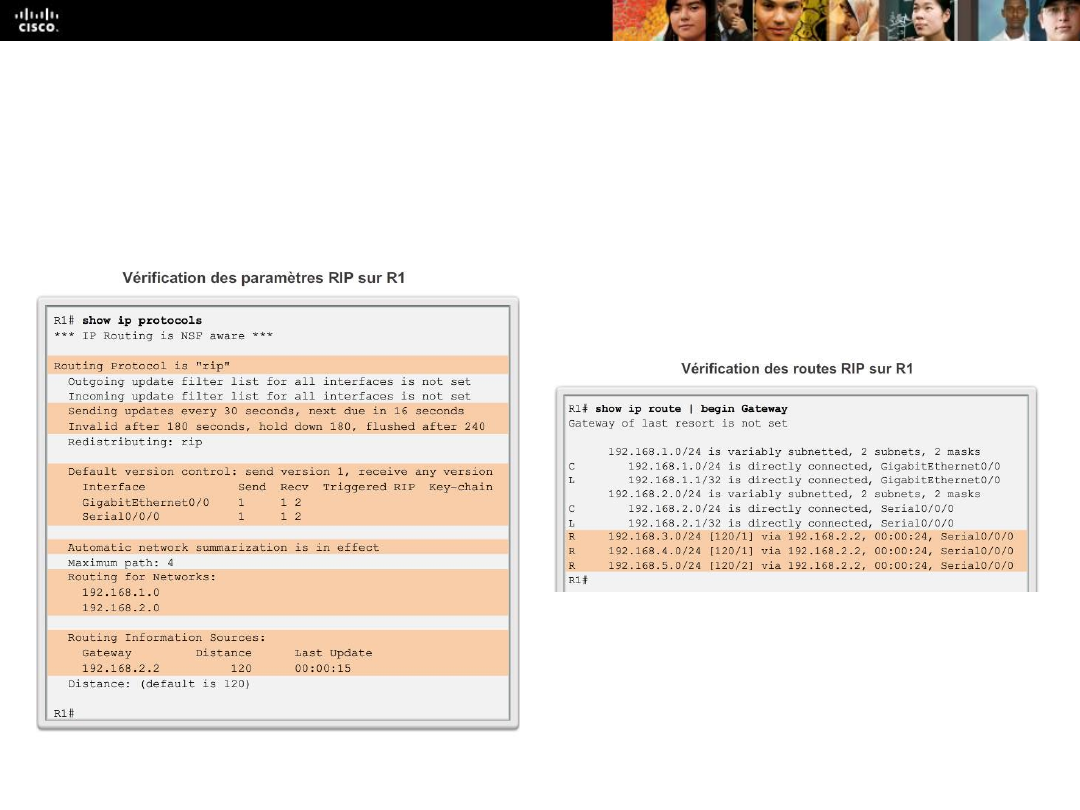 CISCO.
Vérification des paramètres RIP sur R1
R1# show ip protocols
*** IP Routing is NSF aware ***
Routing Protocol is "rip"
Outgoing update filter list for all interfaces is not set
Incoming update filter list for all interfaces is not set
Sending updates every 30 seconds, next due in 16 seconds
Invalid after 180 seconds, hold down 180, flushed after 240
Redistributing: rip
Default version control: send version 1, receive any version
Interface Send Recv Triggered RIP Key-chain
GigabitEthernet0/0 1 1 2
Serial0/0/0 1 1 2
Automatic network summarization is in effect
Maximum path: 4
Routing for Networks:
192.168.1.0
192.168.2.0
Routing Information Sources:
Gateway Distance Last Update
192.168.2.2 120 00:00:15
Distance: (default is 120)
R1#
Vérification des routes RIP sur R1
R1# show ip route | begin Gateway
Gateway of last resort is not set
192.168.1.0/24 is variably subnetted, 2 subnets, 2 masks
C 192.168.1.0/24 is directly connected, GigabitEthernet0/0
L 192.168.1.1/32 is directly connected, GigabitEthernet0/0
192.168.2.0/24 is variably subnetted, 2 subnets, 2 masks
C 192.168.2.0/24 is directly connected, Serial0/0/0
L 192.168.2.1/32 is directly connected, Serial0/0/0
R 192.168.3.0/24 [120/1] via 192.168.2.2, 00:00:24, Serial0/0/0
R 192.168.4.0/24 [120/1] via 192.168.2.2, 00:00:24, Serial0/0/0
R 192.168.5.0/24 [120/2] via 192.168.2.2, 00:00:24, Serial0/0/0
R1#